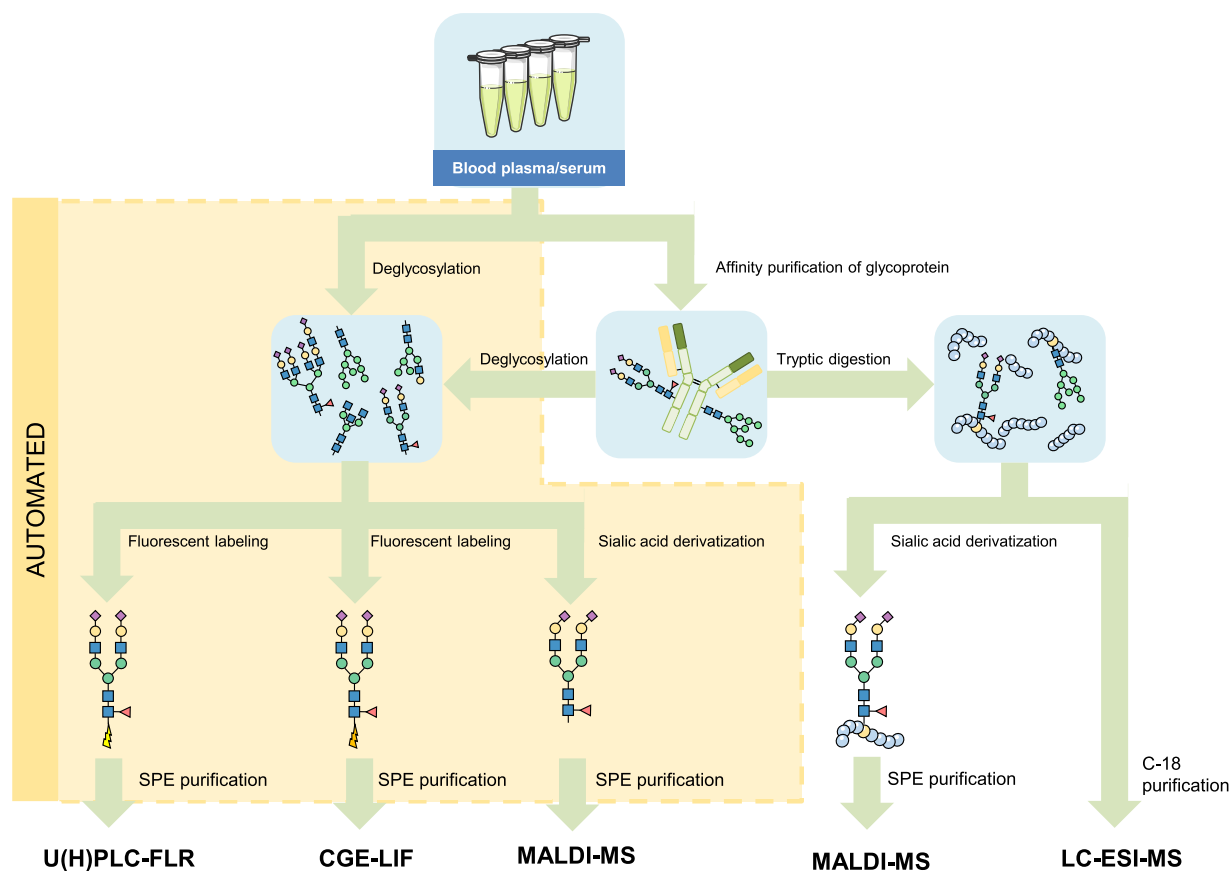 Blood plasma/serum
AUTOMATED
Deglycosylation
Affinity purification of glycoprotein
Deglycosylation
Tryptic digestion
Fluorescent labeling
Fluorescent labeling
Sialic acid derivatization
Sialic acid derivatization
SPE purification
SPE purification
SPE purification
SPE purification
C-18
purification
U(H)PLC-FLR
CGE-LIF
MALDI-MS
MALDI-MS
LC-ESI-MS